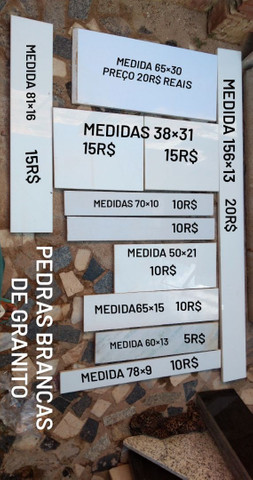 MEDIDA 65×30
PREÇO 20R$ REAIS
MEDIDA 81×16
15R$
MEDIDA 156×13
20R$
MEDIDAS 38×31
15R$
15R$
MEDIDAS 70×10 10R$
10R$
MEDIDA 50×21
10R$
MEDIDA65×15 10R$
MEDIDA 60×13 5R$
MEDIDA 78×9 10R$
PEDRAS BRANCAS
DE GRANITO